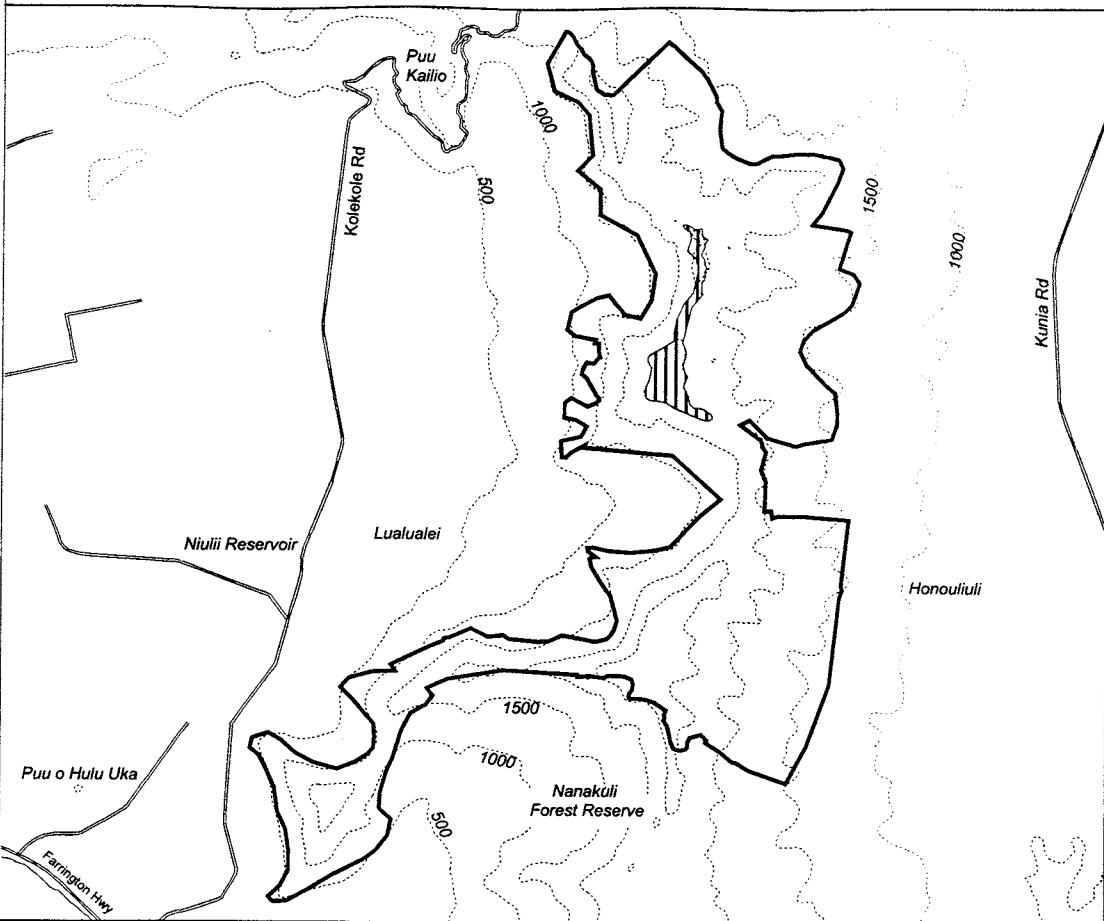 Puu
Kailio
1000
500
Kolekole Rd
1500
1000
Kunia Rd
Niulii Reservoir
Lualualei
Honouliuli
1500
1000
Puu o Hulu Uka
Nanakuli
Forest Reserve
500
Farrington Hwy